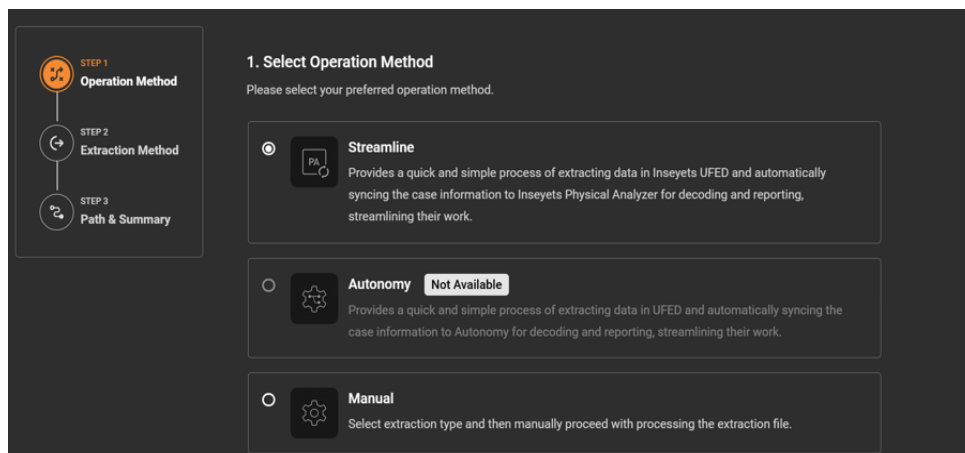 STEP 1
Operation Method
STEP 2
Extraction Method
STEP 3
Path & Summary
1. Select Operation Method
Please select your preferred operation method.
PA
Streamline
Provides a quick and simple process of extracting data in Inseyets UFED and automatically
syncing the case information to Inseyets Physical Analyzer for decoding and reporting,
streamlining their work.
Autonomy Not Available
Provides a quick and simple process of extracting data in UFED and automatically syncing the
case information to Autonomy for decoding and reporting, streamlining their work.
Manual
Select extraction type and then manually proceed with processing the extraction file.